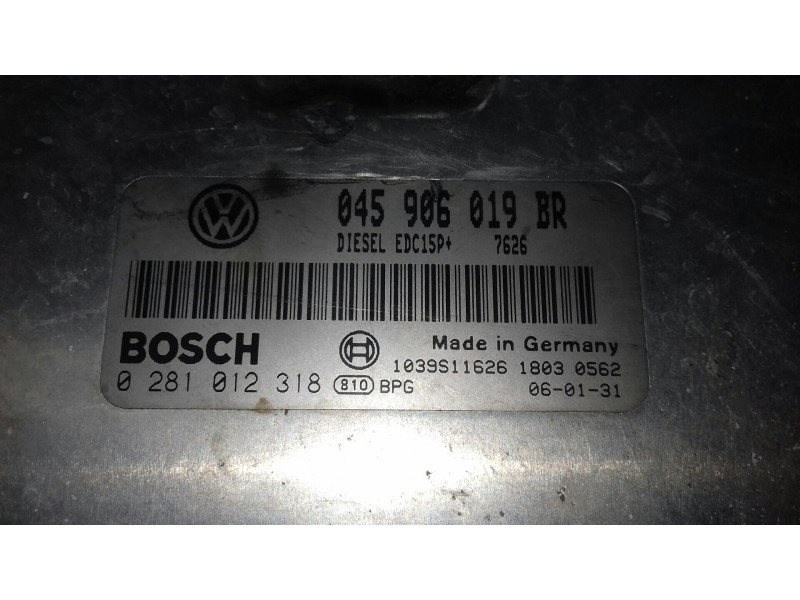 045 906 019 BR
DIESEL EDC15P+ 7626
BOSCH
Made in Germany
1039S11626 1803 0562
0 281 012 318 810 BPG 06-01-31